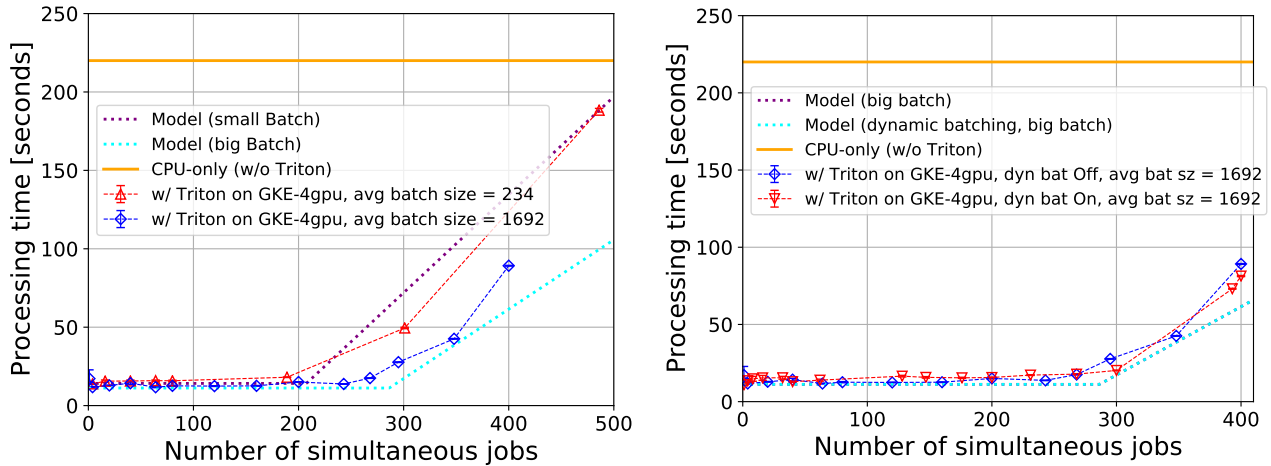 250
200
150
100
50
0
Processing time [seconds]
Model (small Batch)
Model (big Batch)
CPU-only (w/o Triton)
w/ Triton on GKE-4gpu, avg batch size = 234
w/ Triton on GKE-4gpu, avg batch size = 1692
0 100 200 300 400 500
Number of simultaneous jobs
250
200
150
100
50
0
Processing time [seconds]
Model (big batch)
Model (dynamic batching, big batch)
CPU-only (w/o Triton)
w/ Triton on GKE-4gpu, dyn bat Off, avg bat sz = 1692
w/ Triton on GKE-4gpu, dyn bat On, avg bat sz = 1692
0 100 200 300 400
Number of simultaneous jobs